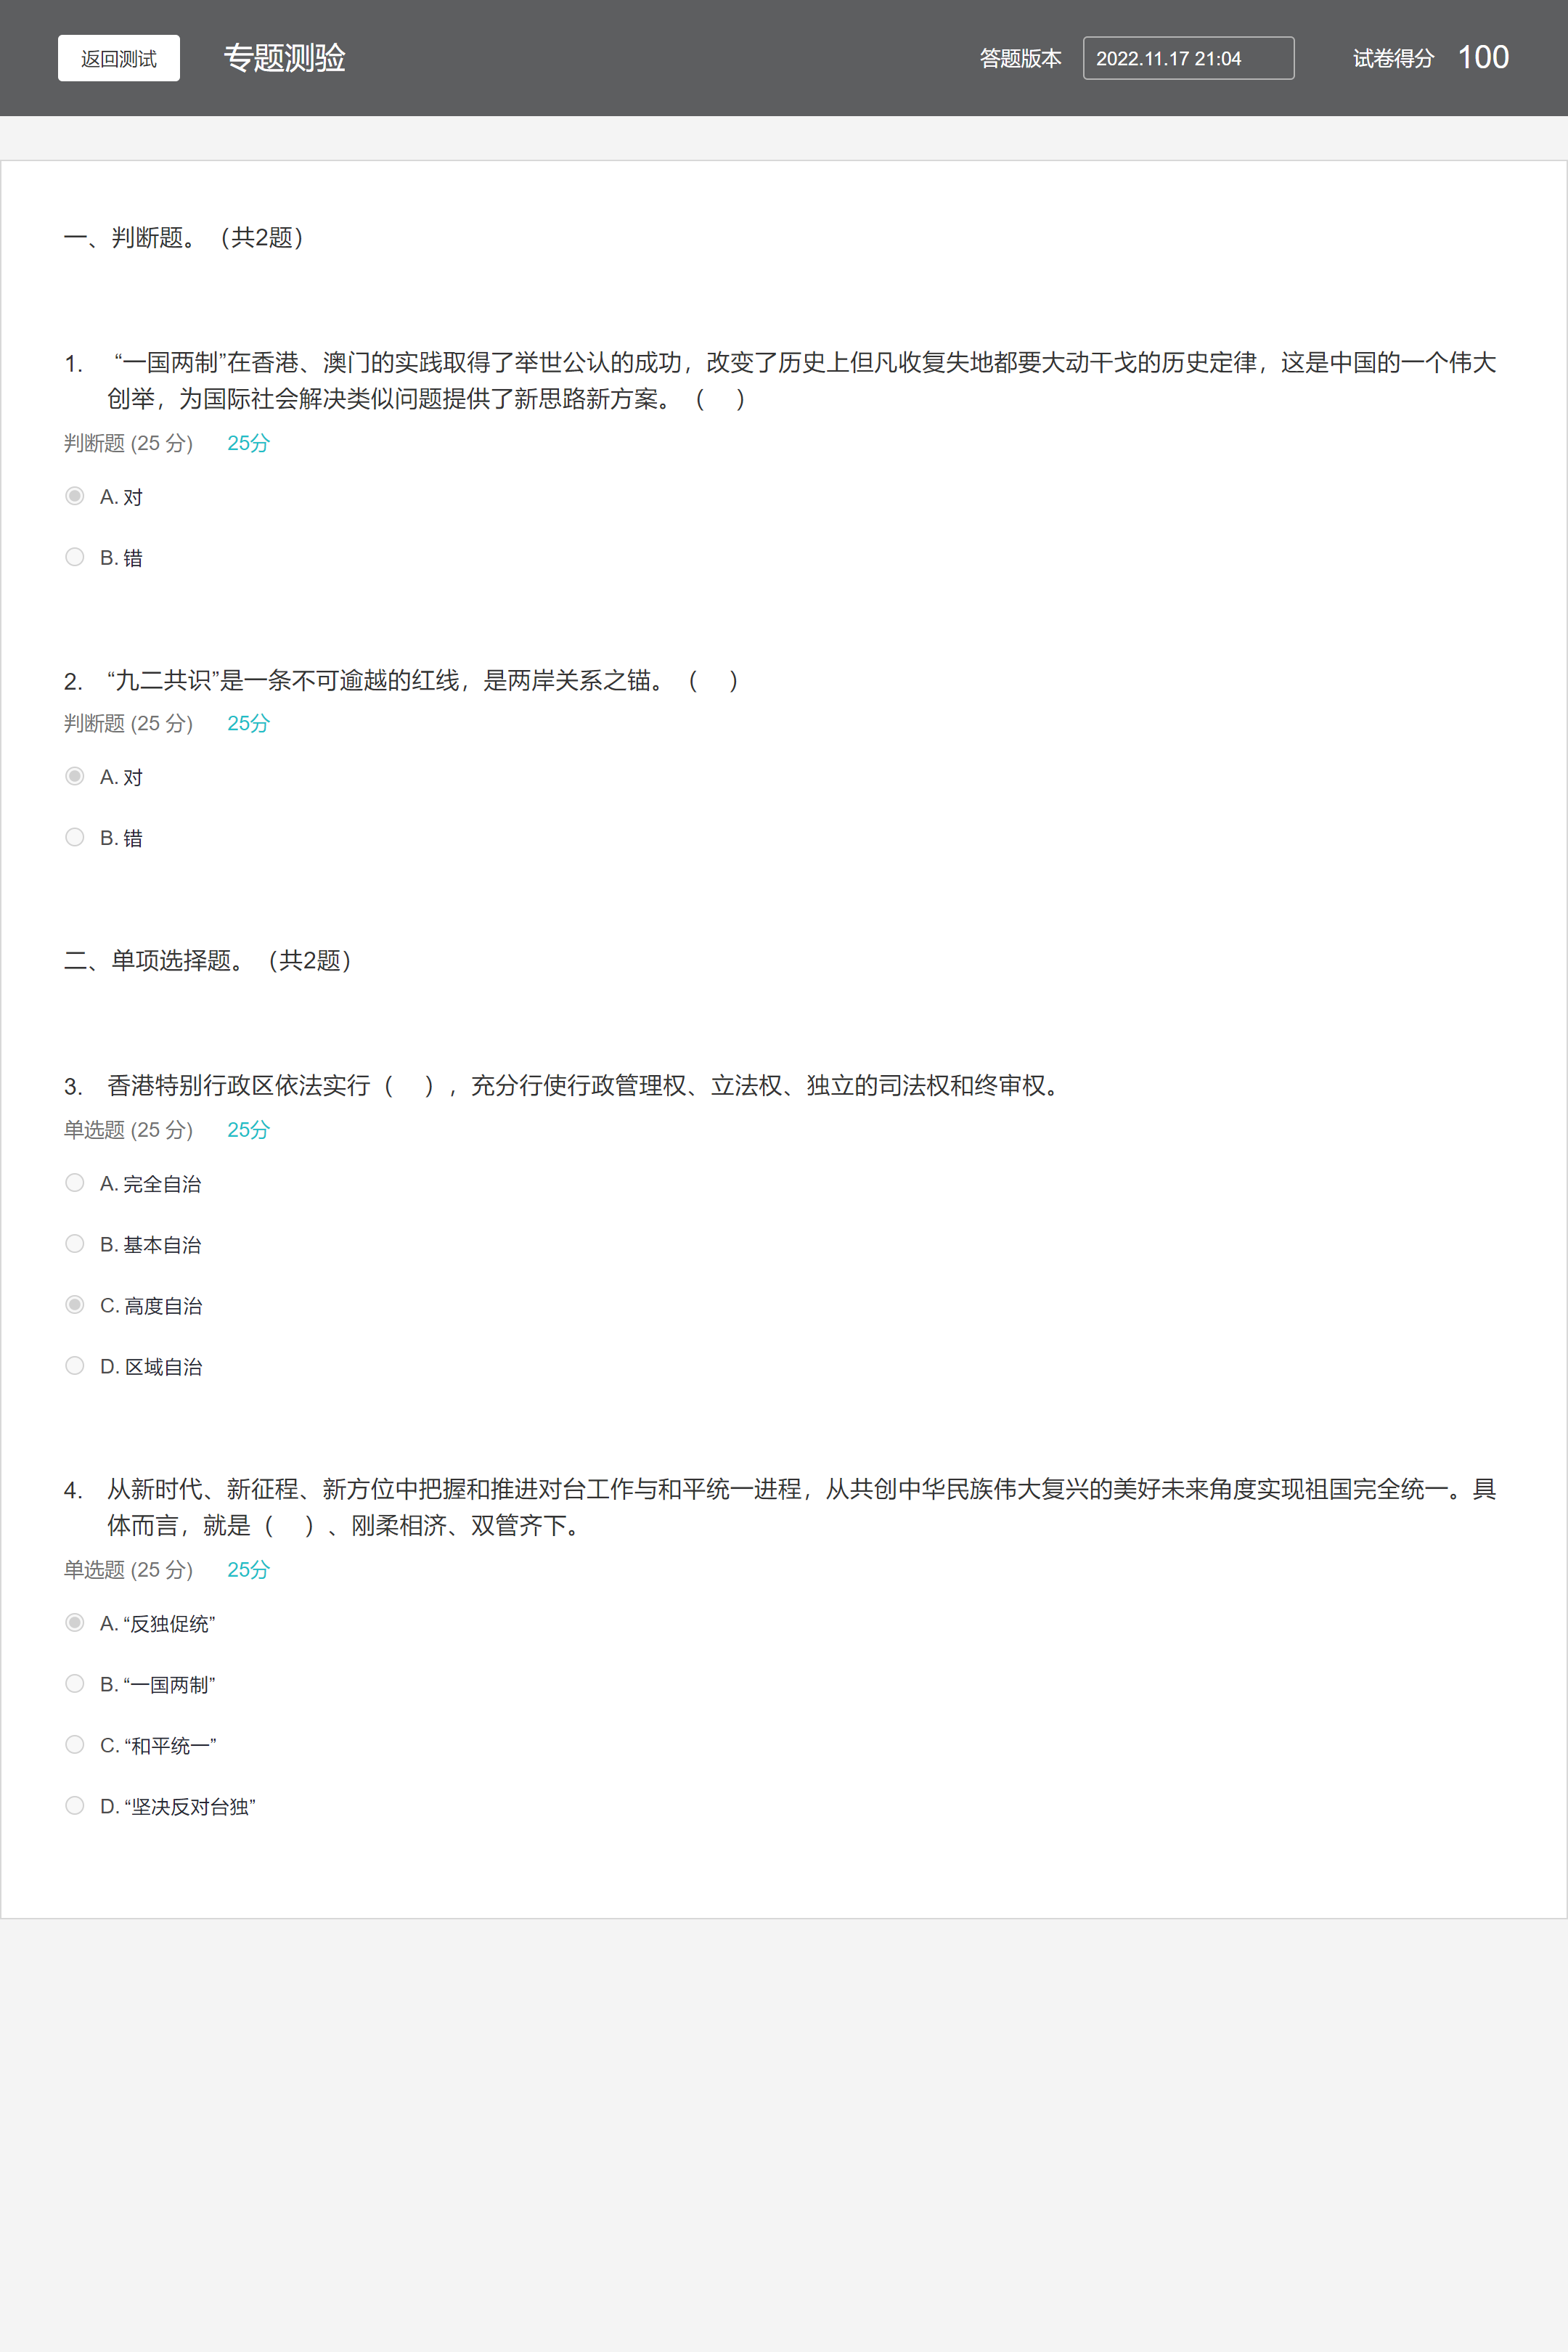 返回测试 专题测验 答题版本 2022.11.17 21:04 试卷得分 100
一、判断题。（共2题）
1. “一国两制”在香港、澳门的实践取得了举世公认的成功，改变了历史上但凡收复失地都要大动干戈的历史定律，这是中国的一个伟大
创举，为国际社会解决类似问题提供了新思路新方案。（ ）
判断题 (25 分) 25分
A. 对
B. 错
2. “九二共识”是一条不可逾越的红线，是两岸关系之锚。（ ）
判断题 (25 分) 25分
A. 对
B. 错
二、单项选择题。（共2题）
3. 香港特别行政区依法实行（ ），充分行使行政管理权、立法权、独立的司法权和终审权。
单选题 (25 分) 25分
A. 完全自治
B. 基本自治
C. 高度自治
D. 区域自治
4. 从新时代、新征程、新方位中把握和推进对台工作与和平统一进程，从共创中华民族伟大复兴的美好未来角度实现祖国完全统一。具
体而言，就是（ ）、刚柔相济、双管齐下。
单选题 (25 分) 25分
A. “反独促统”
B. “一国两制”
C. “和平统一”
D. “坚决反对台独”